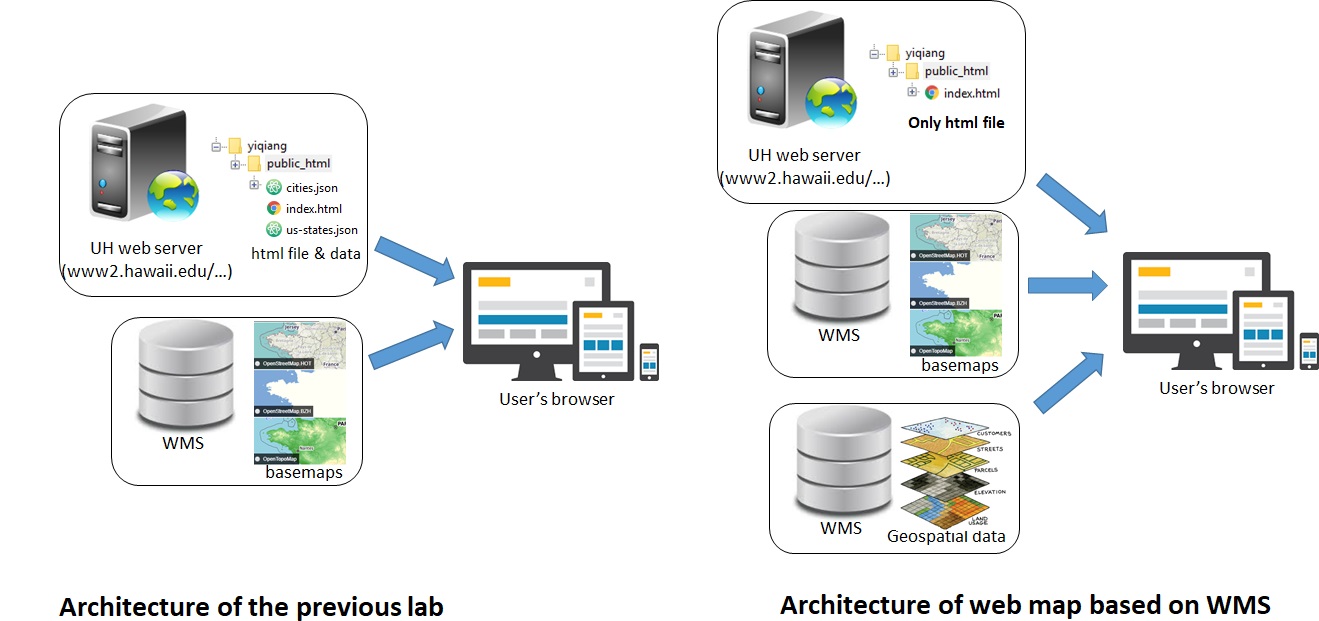 yiqiang
public_html
cities.json
index.html
us-states.json
html file & data
UH web server
(www2.hawaii.edu/...)
Jersey
France
OpenStreetMap.HOT
OpenStreetMap.BZH
Nantes
OpenTopoMap
WMS
basemaps
User's browser
Architecture of the previous lab
yiqiang
public_html
index.html
Only html file
UH web server
(www2.hawaii.edu/...)
Jersey
OpenStreetMap.HOT
OpenStreetMap.BZH
Nantes
OpenTopoMap
WMS
basemaps
CUSTOMERS
STREETS
PARCELS
ELEVATION
LAND
USAGE
WMS
Geospatial data
User's browser
Architecture of web map based on WMS